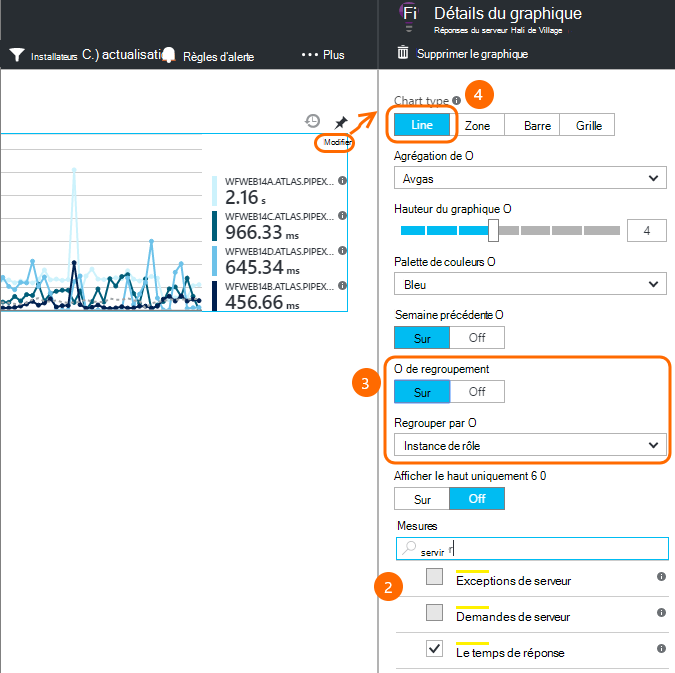 Fi
Détails du graphique
Réponses du serveur Hali de Village
Installateurs C.) actualisatio
Règles d'alerte
Plus
Supprimer le graphique
Modifier
WFWEB14A.ATLAS.PIPEX...
2.16 s
WFWEB14C.ATLAS.PIPEX...
966.33 ms
WFWEB14D.ATLAS.PIPEX...
645.34 ms
WFWEB14B.ATLAS.PIPEX...
456.66 ms
Chart type
4
Line
Zone
Barre
Grille
Agrégation de O
Avgas
Hauteur du graphique O
4
Palette de couleurs O
Bleu
Semaine précédente O
Sur
Off
3
O de regroupement
Sur
Off
Regrouper par O
Instance de rôle
Afficher le haut uniquement 6 0
Sur
Off
Mesures
servir r
2
Exceptions de serveur
Demandes de serveur
Le temps de réponse